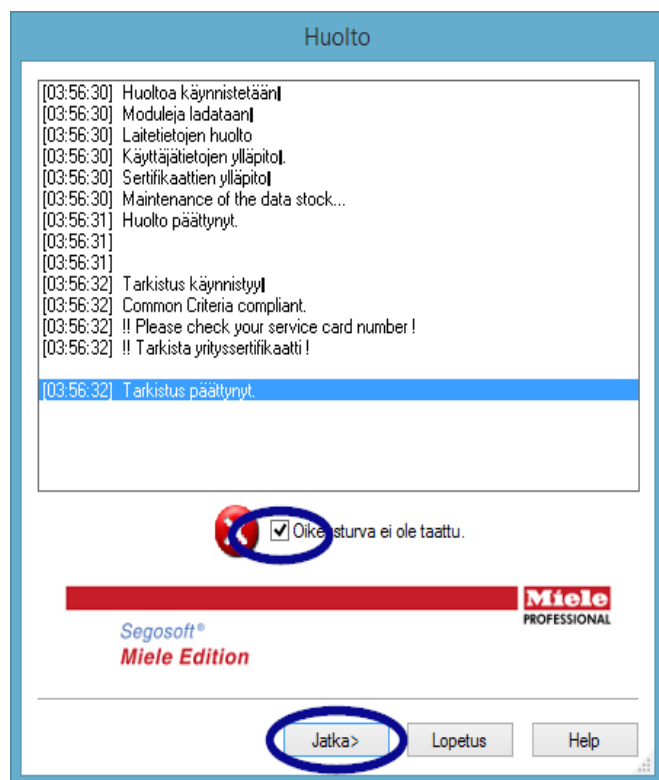 Huolto
[03:56:30] Huoltoa käynnistetään
[03:56:30] Moduleja ladataan
[03:56:30] Laitetietojen huolto
[03:56:30] Käyttäjätietojen ylläpito.
[03:56:30] Sertifikaattien ylläpito
[03:56:30] Maintenance of the data stock...
[03:56:31] Huolto päättynyt.
[03:56:31]
[03:56:31]
[03:56:32] Tarkistus käynnistyy
[03:56:32] Common Criteria compliant.
[03:56:32] !! Please check your service card number !
[03:56:32] !! Tarkista yrityssertifikaatti !
[03:56:32] Tarkistus päättynyt.
Oikeusturva ei ole taattu.
Miele
PROFESSIONAL
Segosoft®
Miele Edition
Jatka> Lopetus Help